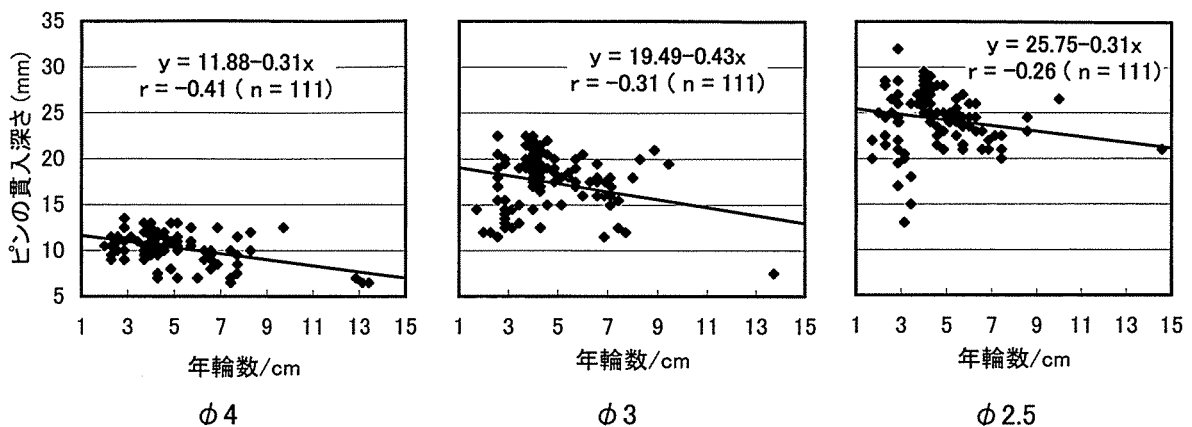 ピンの貫入深さ(mm)
35
30
25
20
15
10
5
y = 11.88-0.31x
r = -0.41 ( n = 111)
1 3 5 7 9 11 13 15
年輪数/cm
φ4
y = 19.49-0.43x
r = -0.31 ( n = 111)
1 3 5 7 9 11 13 15
年輪数/cm
φ3
y = 25.75-0.31x
r = -0.26 ( n = 111)
1 3 5 7 9 11 13 15
年輪数/cm
φ2.5